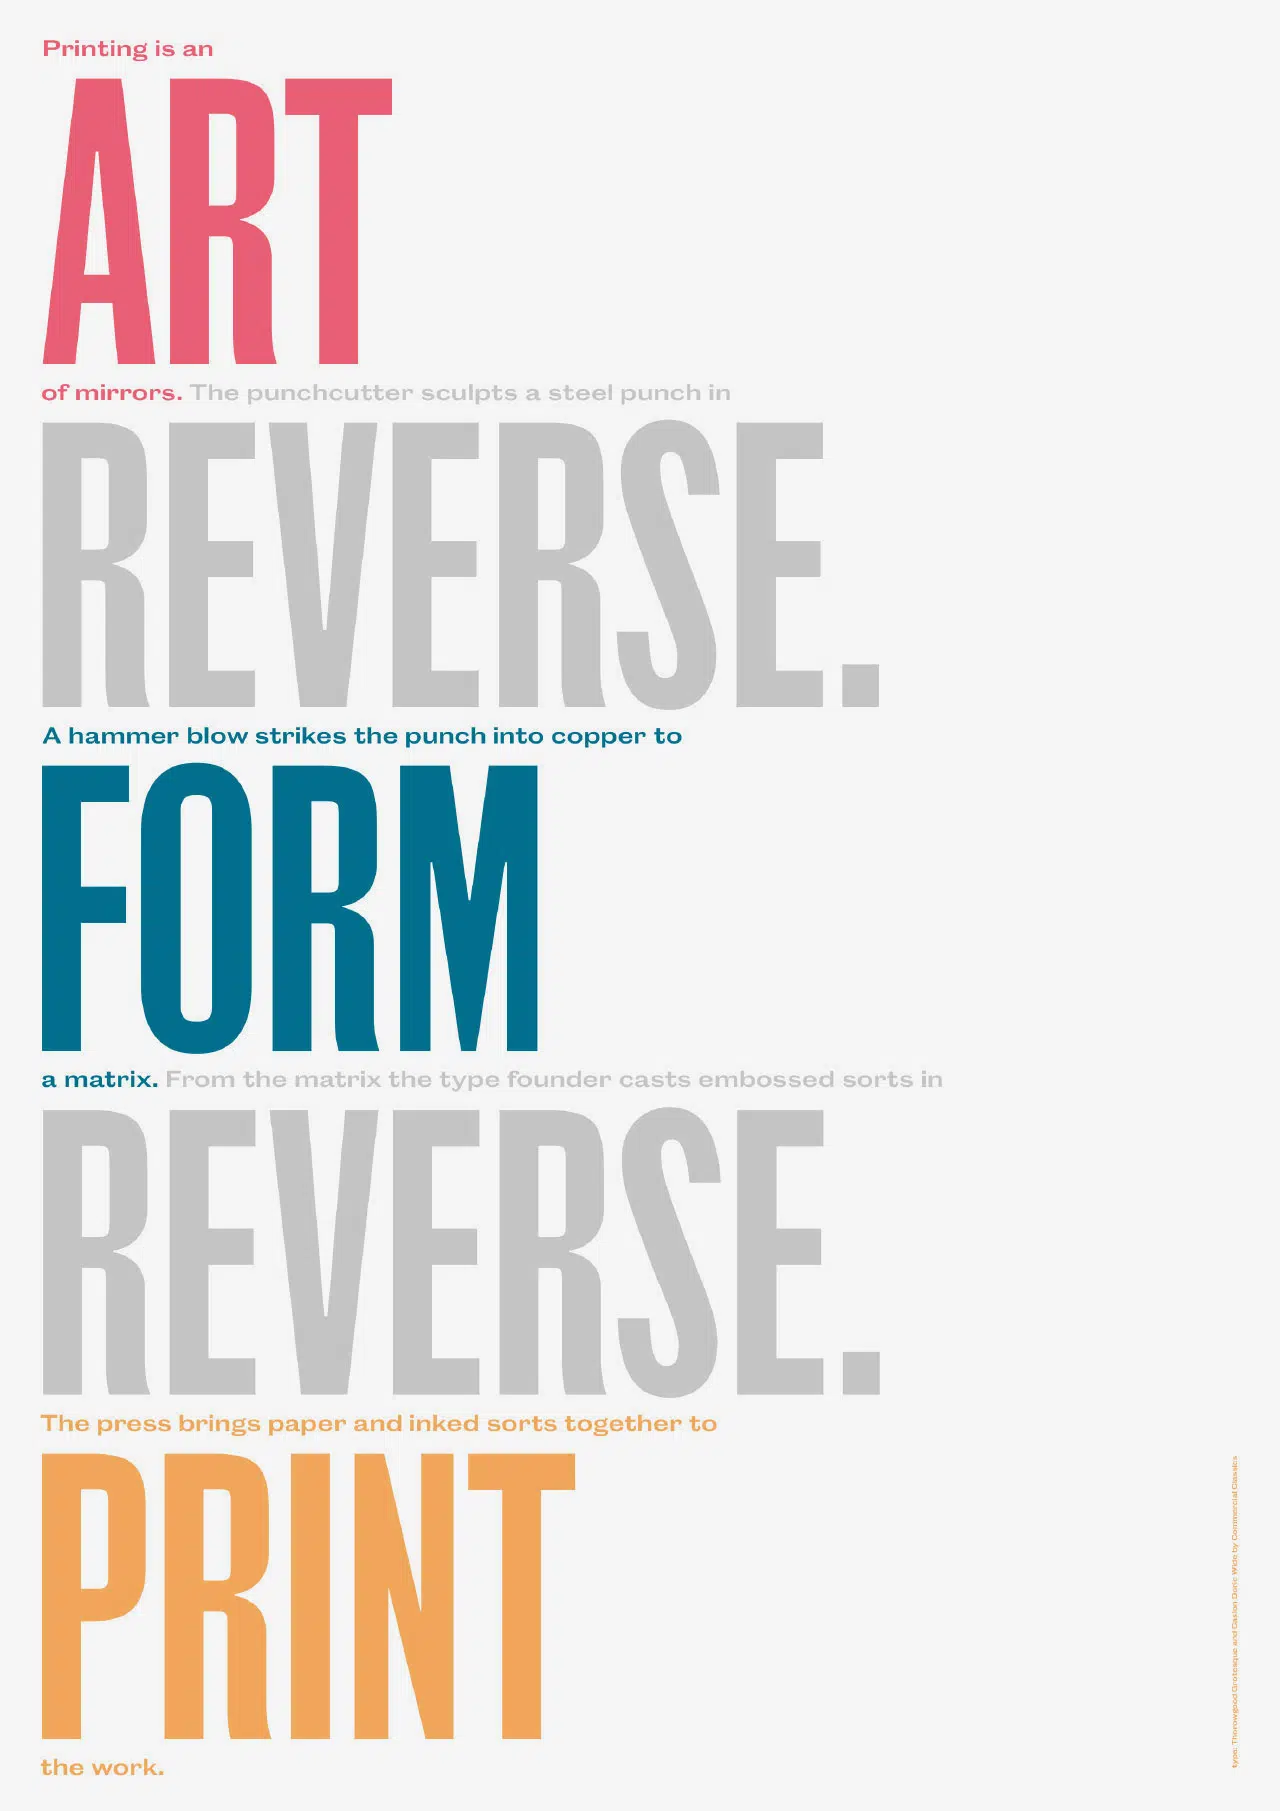 Printing is an
ART
of mirrors. The punchcutter sculpts a steel punch in
REVERSE.
A hammer blow strikes the punch into copper to
FORM
a matrix. From the matrix the type founder casts embossed sorts in
REVERSE.
The press brings paper and inked sorts together to
PRINT
the work.
type: Thorowgood Grotesque and Caslon Doric Wide by Commercial Classics